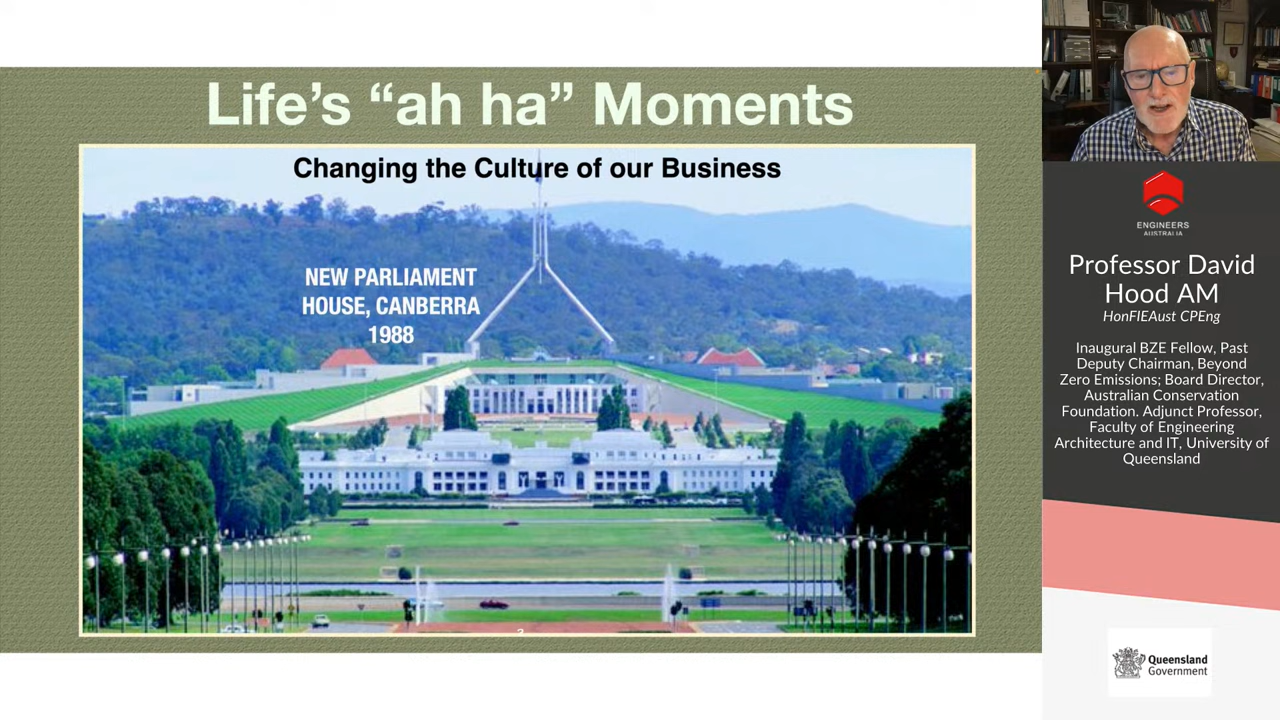 Life's “ah ha” Moments
Changing the Culture of our Business
NEW PARLIAMENT
HOUSE, CANBERRA
1988
3
ENGINEERS
AUSTRALIA
Professor David
Hood AM
HonFIEAust CPEng
Inaugural BZE Fellow, Past
Deputy Chairman, Beyond
Zero Emissions; Board Director,
Australian Conservation
Foundation. Adjunct Professor,
Faculty of Engineering
Architecture and IT, University of
Queensland
Queensland
Government